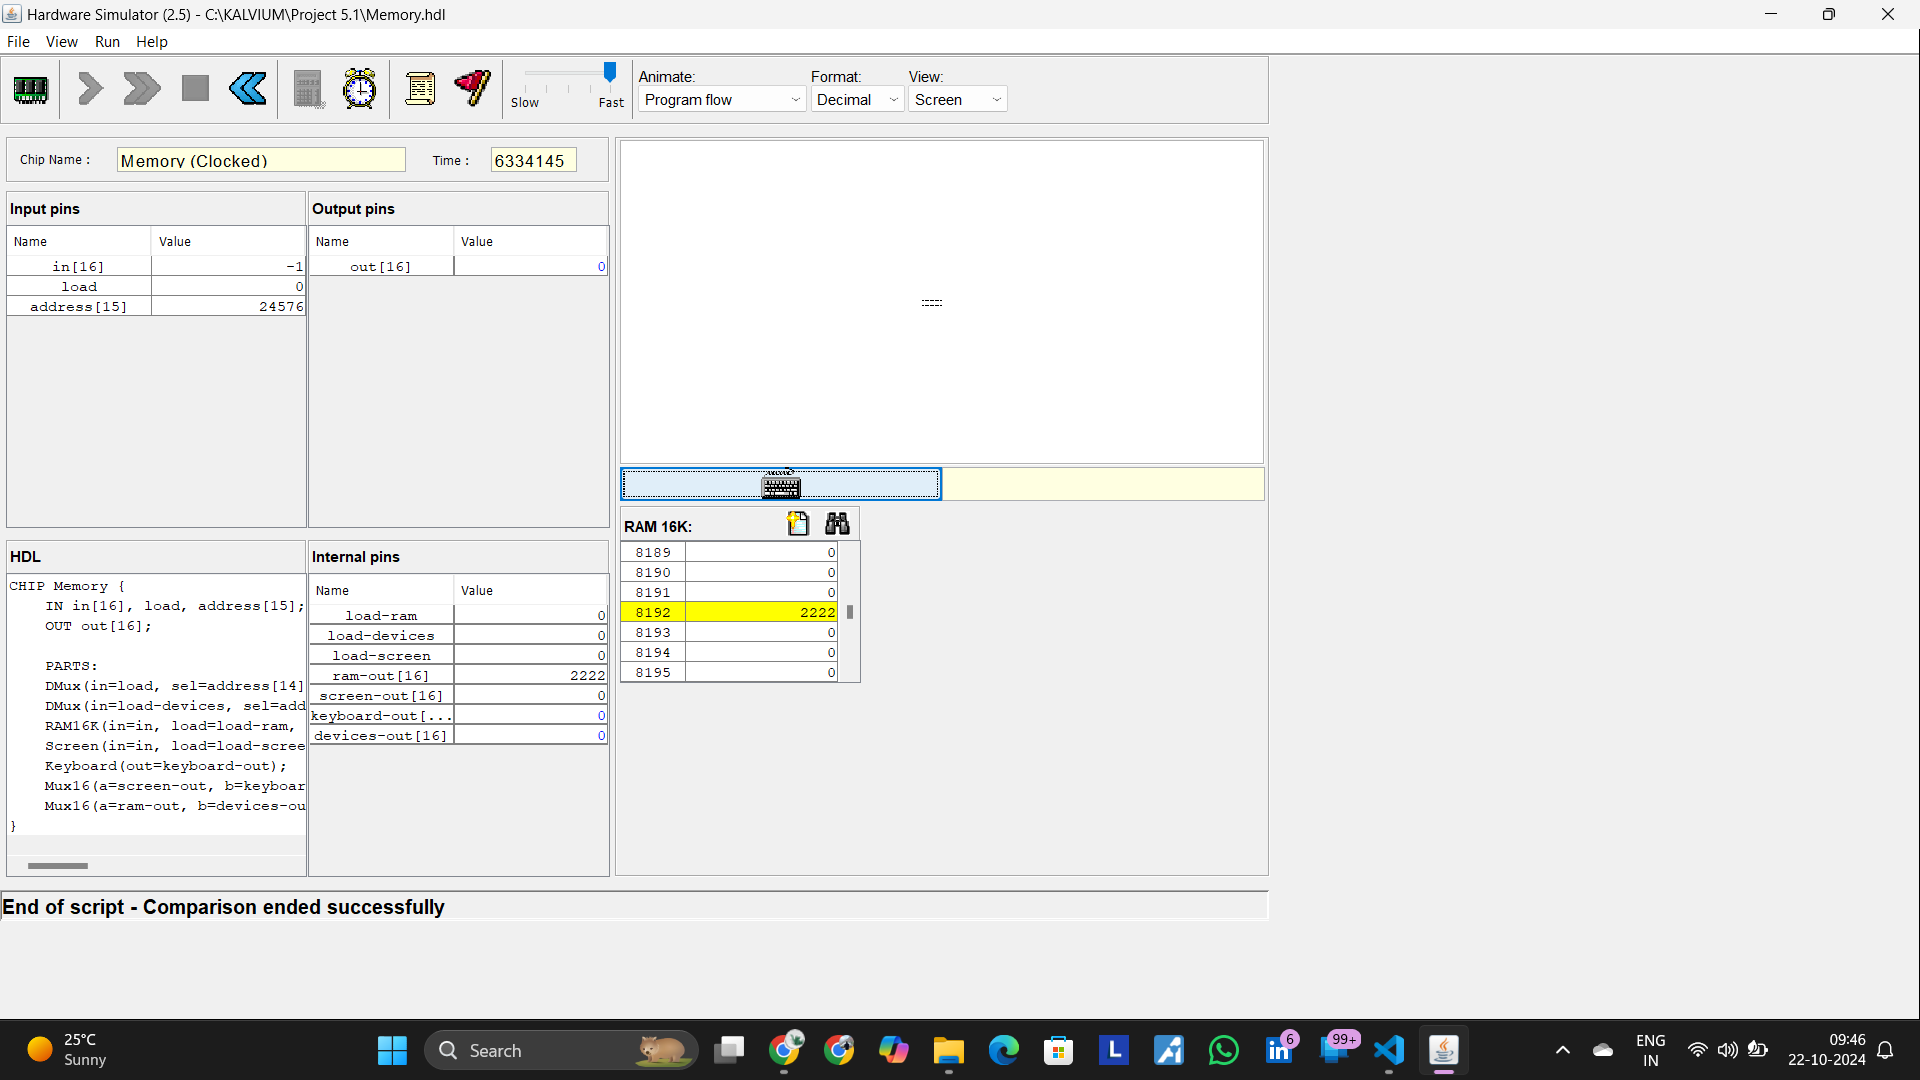 Hardware Simulator (2.5) - C:\KALVIUM\Project 5.1\Memory.hdl
File View Run Help
Slow Fast
Animate: Format: View:
Program flow Decimal Screen
Chip Name : Memory (Clocked) Time : 6334145
Input pins
Name Value
in[16] -1
load 0
address[15] 24576
Output pins
Name Value
out[16] 0
HDL
CHIP Memory {
IN in[16], load, address[15];
OUT out[16];
PARTS:
DMux(in=load, sel=address[14]
DMux(in=load-devices, sel=add
RAM16K(in=in, load=load-ram,
Screen(in=in, load=load-scree
Keyboard(out=keyboard-out);
Mux16(a=screen-out, b=keyboar
Mux16(a=ram-out, b=devices-ou
}
Internal pins
Name Value
load-ram 0
load-devices 0
load-screen 0
ram-out[16] 2222
screen-out[16] 0
keyboard-out[... 0
devices-out[16] 0
RAM 16K:
8189 0
8190 0
8191 0
8192 2222
8193 0
8194 0
8195 0
End of script - Comparison ended successfully
25°C
Sunny
Search
L
in
6
99+
ENG
IN
09:46
22-10-2024